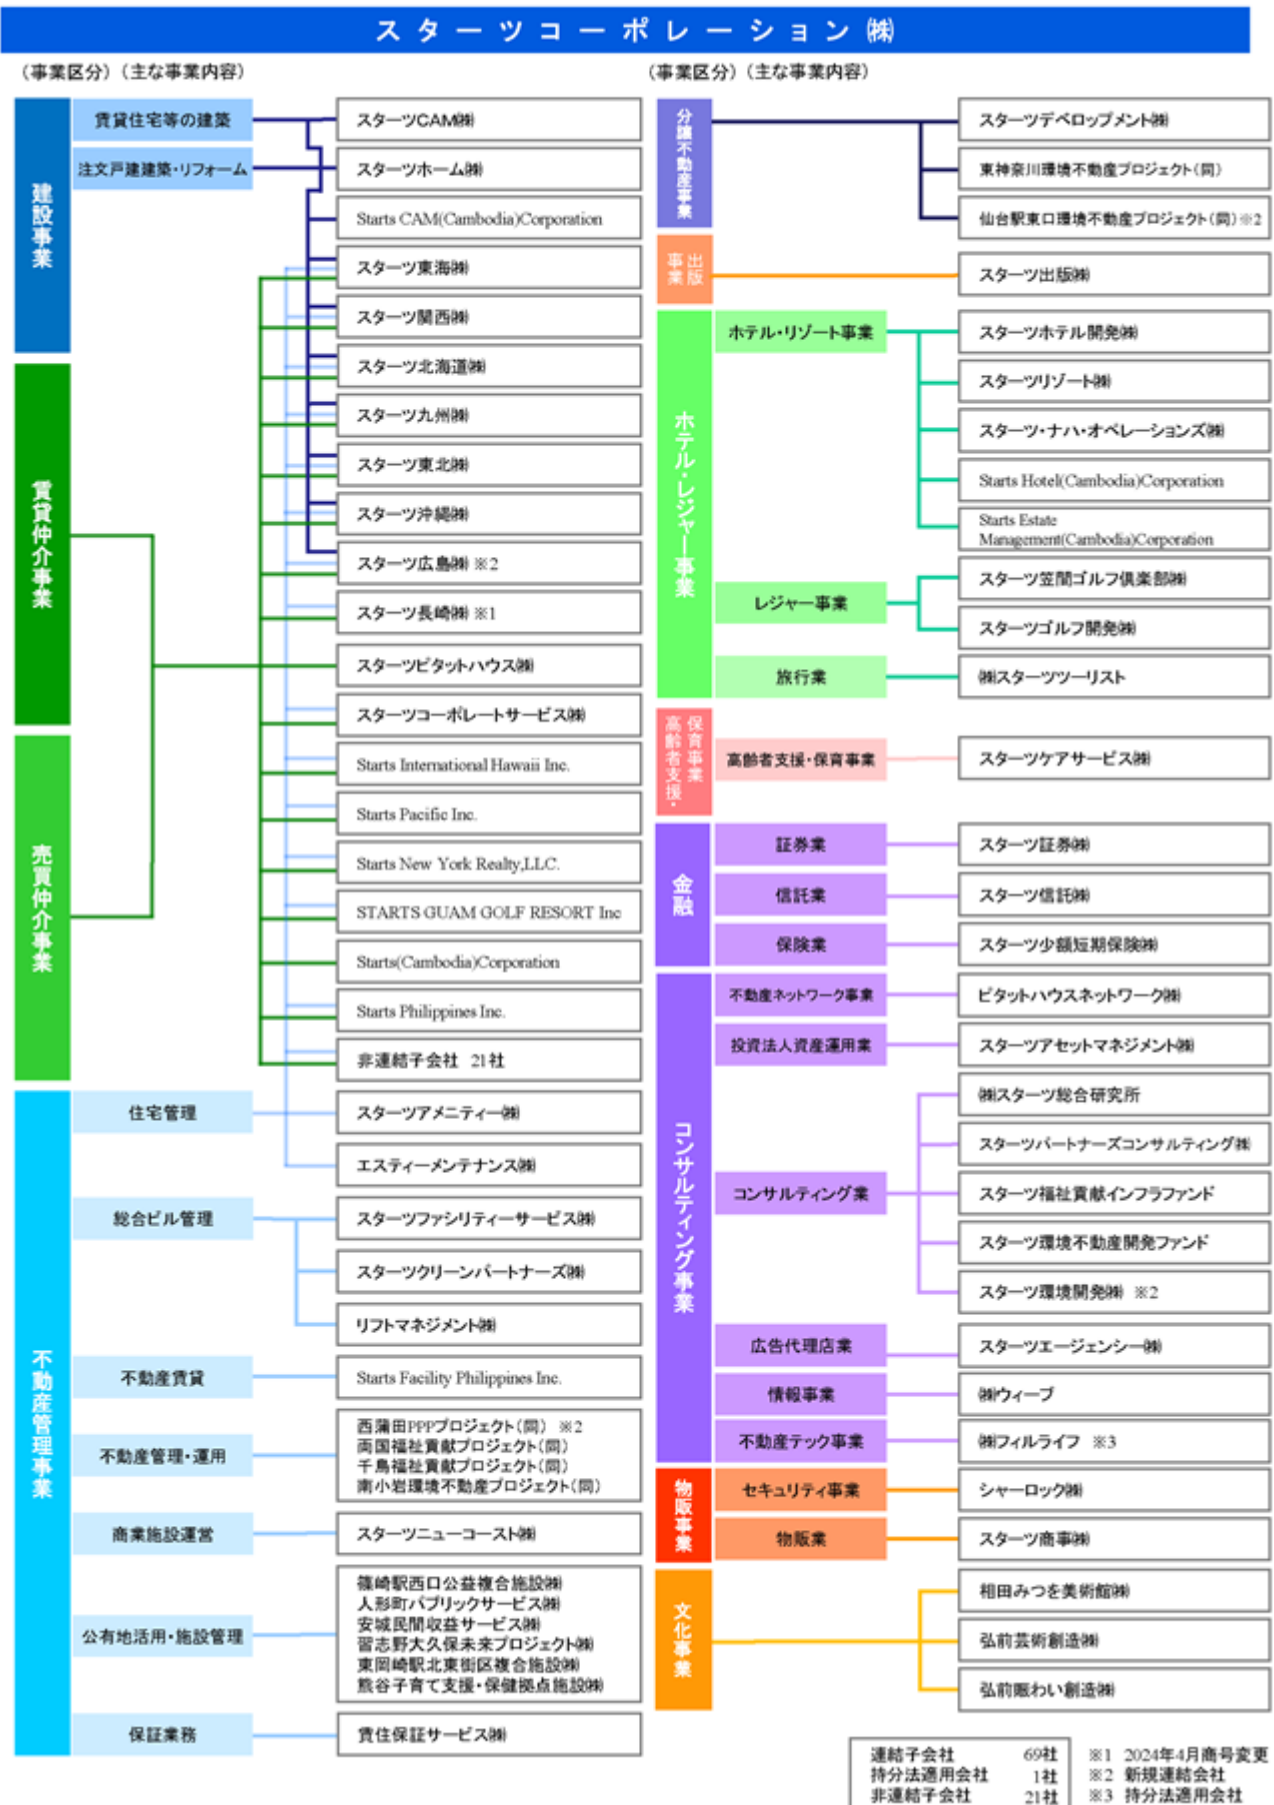 スターツコーポレーション㈱
（事業区分）（主な事業内容）
建設事業
賃貸住宅等の建築
注文戸建建築・リフォーム
スターツCAM㈱
スターツホーム㈱
Starts CAM(Cambodia)Corporation
スターツ東海㈱
スターツ関西㈱
スターツ北海道㈱
スターツ九州㈱
スターツ東北㈱
スターツ沖縄㈱
スターツ広島㈱ ※2
スターツ長崎㈱ ※1
賃貸仲介事業
売買仲介事業
スターツピタットハウス㈱
スターツコーポレートサービス㈱
Starts International Hawaii Inc.
Starts Pacific Inc.
Starts New York Realty,LLC.
STARTS GUAM GOLF RESORT Inc
Starts(Cambodia)Corporation
Starts Philippines Inc.
非連結子会社 21社
不動産管理事業
住宅管理
スターツアメニティー㈱
エスティーメンテナンス㈱
総合ビル管理
スターツファシリティーサービス㈱
スターツクリーンパートナーズ㈱
リフトマネジメント㈱
不動産賃貸
Starts Facility Philippines Inc.
不動産管理・運用
西蒲田PPPプロジェクト(同) ※2
両国福祉貢献プロジェクト(同)
千鳥福祉貢献プロジェクト(同)
南小岩環境不動産プロジェクト(同)
商業施設運営
スターツニューコースト㈱
公有地活用・施設管理
篠崎駅西口公益複合施設㈱
人形町パブリックサービス㈱
安城民間収益サービス㈱
習志野大久保未来プロジェクト㈱
東岡崎駅北東街区複合施設㈱
熊谷子育て支援・保健拠点施設㈱
保証業務
賃住保証サービス㈱
（事業区分）（主な事業内容）
分譲不動産事業
スターツデベロップメント㈱
東神奈川環境不動産プロジェクト(同)
仙台駅東口環境不動産プロジェクト(同)※2
出版事業
スターツ出版㈱
ホテル・レジャー事業
ホテル・リゾート事業
スターツホテル開発㈱
スターツリゾート㈱
スターツ・ナハ・オペレーションズ㈱
Starts Hotel(Cambodia)Corporation
Starts Estate
Management(Cambodia)Corporation
レジャー事業
スターツ笠間ゴルフ倶楽部㈱
スターツゴルフ開発㈱
旅行業
㈱スターツツーリスト
高齢者支援・保育事業
高齢者支援・保育事業
スターツケアサービス㈱
金融
証券業
スターツ証券㈱
信託業
スターツ信託㈱
保険業
スターツ少額短期保険㈱
コンサルティング事業
不動産ネットワーク事業
ピタットハウスネットワーク㈱
投資法人資産運用業
スターツアセットマネジメント㈱
コンサルティング業
㈱スターツ総合研究所
スターツパートナーズコンサルティング㈱
スターツ福祉貢献インフラファンド
スターツ環境不動産開発ファンド
スターツ環境開発㈱ ※2
広告代理店業
スターツエージェンシー㈱
情報事業
㈱ウィーブ
不動産テック事業
㈱フィルライフ ※3
物販事業
セキュリティ事業
シャーロック㈱
物販業
スターツ商事㈱
文化事業
相田みつを美術館㈱
弘前芸術創造㈱
弘前賑わい創造㈱
連結子会社 69社
持分法適用会社 1社
非連結子会社 21社
※1 2024年4月商号変更
※2 新規連結会社
※3 持分法適用会社